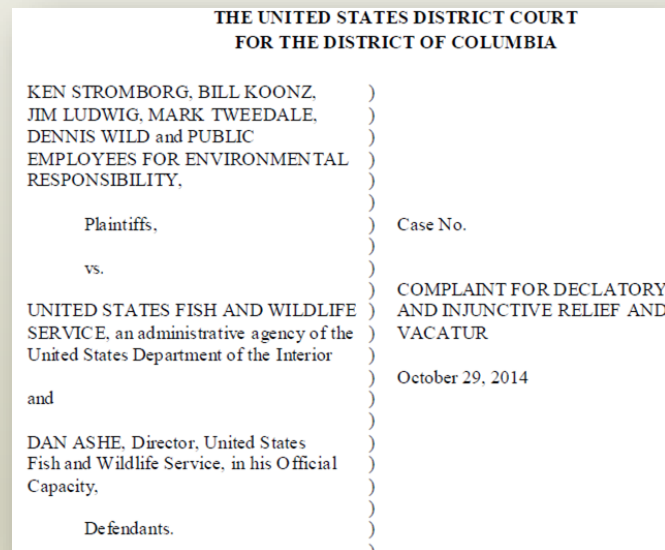 THE UNITED STATES DISTRICT COURT
FOR THE DISTRICT OF COLUMBIA
KEN STROMBORG, BILL KOONZ, )
JIM LUDWIG, MARK TWEEDALE, )
DENNIS WILD and PUBLIC )
EMPLOYEES FOR ENVIRONMENTAL )
RESPONSIBILITY, )
)
Plaintiffs, ) Case No.
)
vs. )
) COMPLAINT FOR DECLATORY
UNITED STATES FISH AND WILDLIFE ) AND INJUNCTIVE RELIEF AND
SERVICE, an administrative agency of the ) VACATUR
United States Department of the Interior )
) October 29, 2014
and )
)
DAN ASHE, Director, United States )
Fish and Wildlife Service, in his Official )
Capacity, )
)
Defendants. )
)